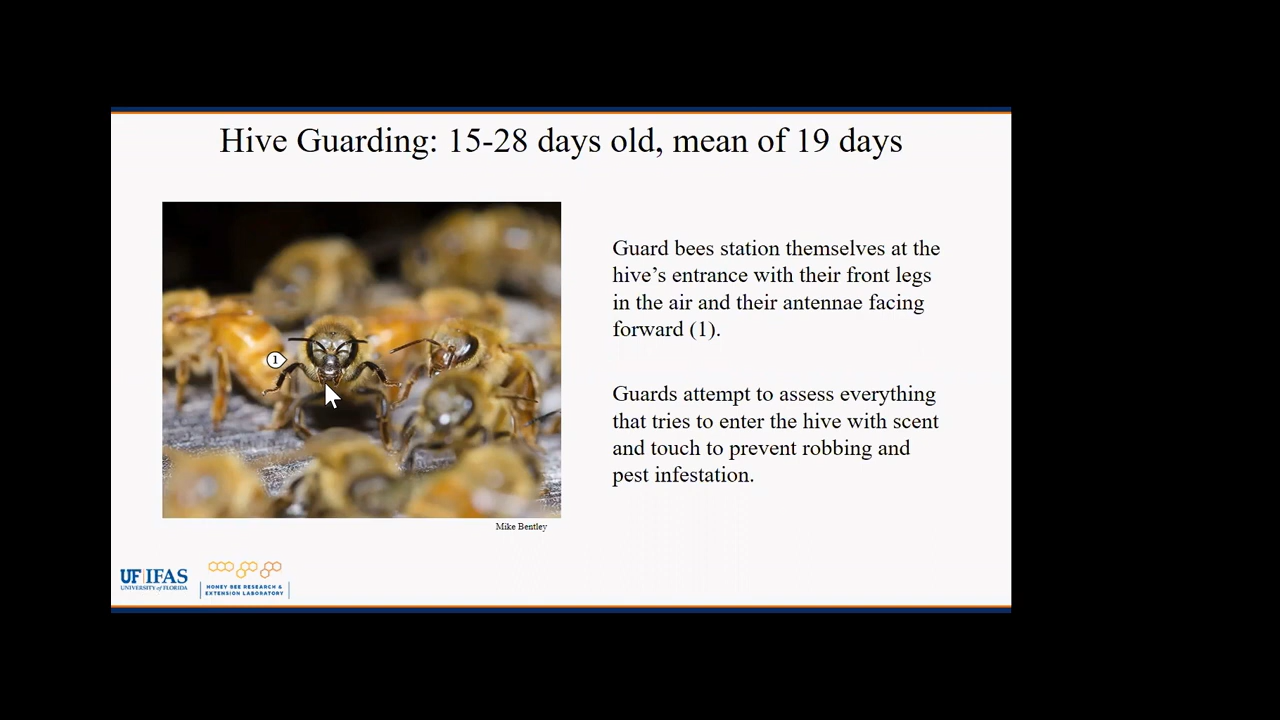 Hive Guarding: 15-28 days old, mean of 19 days
1
Guard bees station themselves at the
hive’s entrance with their front legs
in the air and their antennae facing
forward (1).
Guards attempt to assess everything
that tries to enter the hive with scent
and touch to prevent robbing and
pest infestation.
Mike Bentley
UF IFAS
UNIVERSITY of FLORIDA
HONEY BEE RESEARCH &
EXTENSION LABORATORY